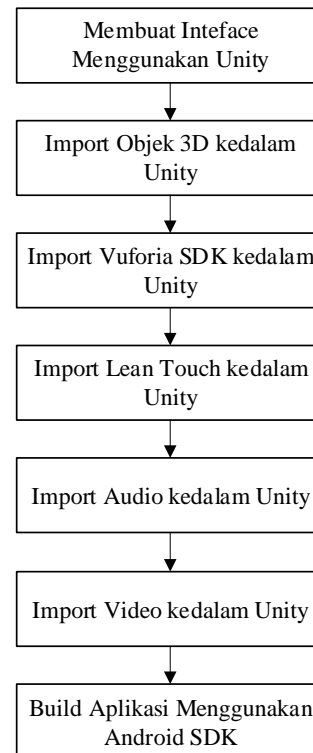 Membuat Inteface
Menggunakan Unity
Import Objek 3D kedalam
Unity
Import Vuforia SDK kedalam
Unity
Import Lean Touch kedalam
Unity
Import Audio kedalam Unity
Import Video kedalam Unity
Build Aplikasi Menggunakan
Android SDK